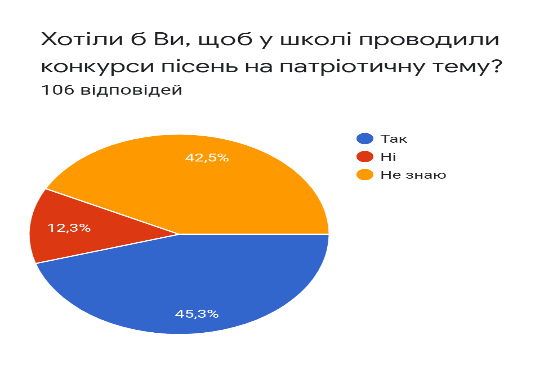 Хотіли б Ви, щоб у школі проводили
конкурси пісень на патріотичну тему?
106 відповідей
Так
Ні
Не знаю
42,5%
12,3%
45,3%